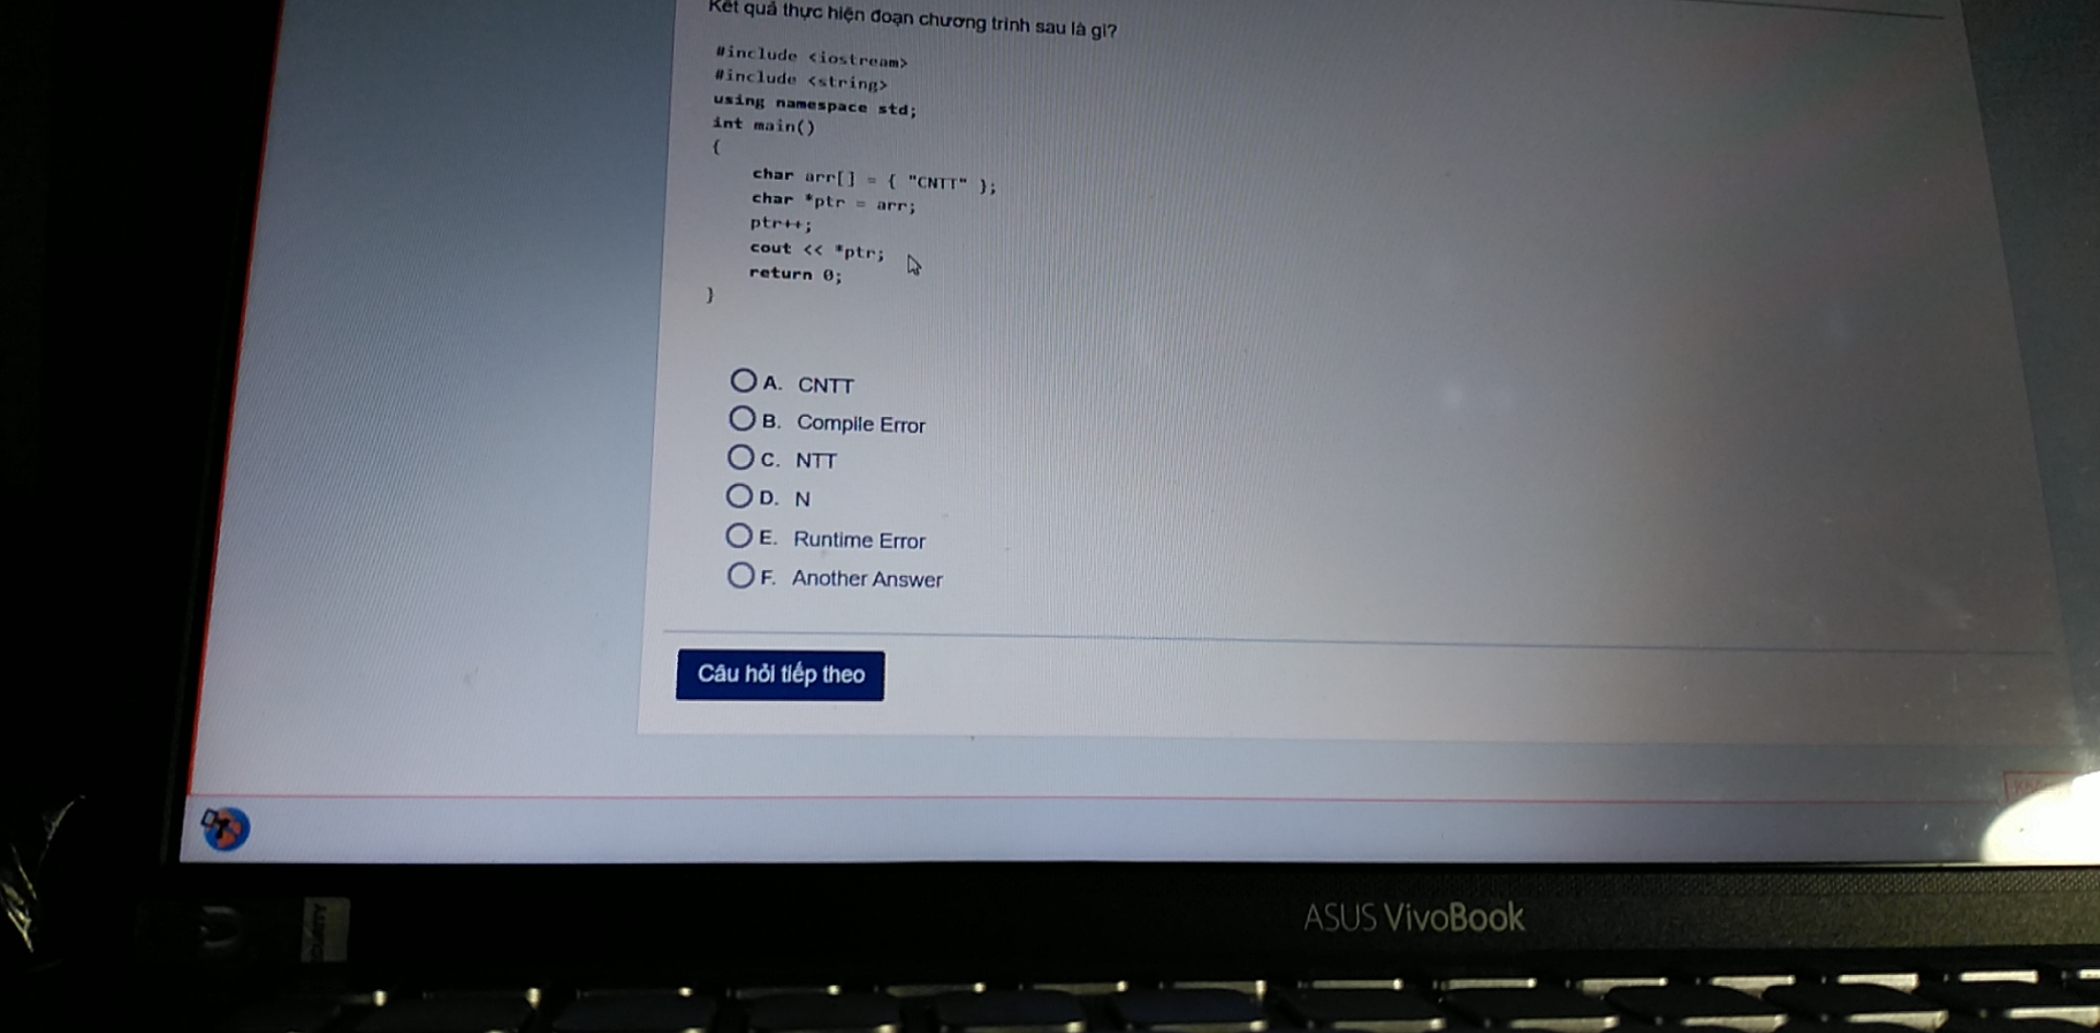 Kết quả thực hiện đoạn chương trình sau là gì?
#include <iostream>
#include <string>
using namespace std;
int main()
{
char arr[] = { "CNTT" };
char *ptr = arr;
ptr++;
cout << *ptr;
return 0;
}
A. CNTT
B. Compile Error
C. NTT
D. N
E. Runtime Error
F. Another Answer
Câu hỏi tiếp theo
ASUS VivoBook